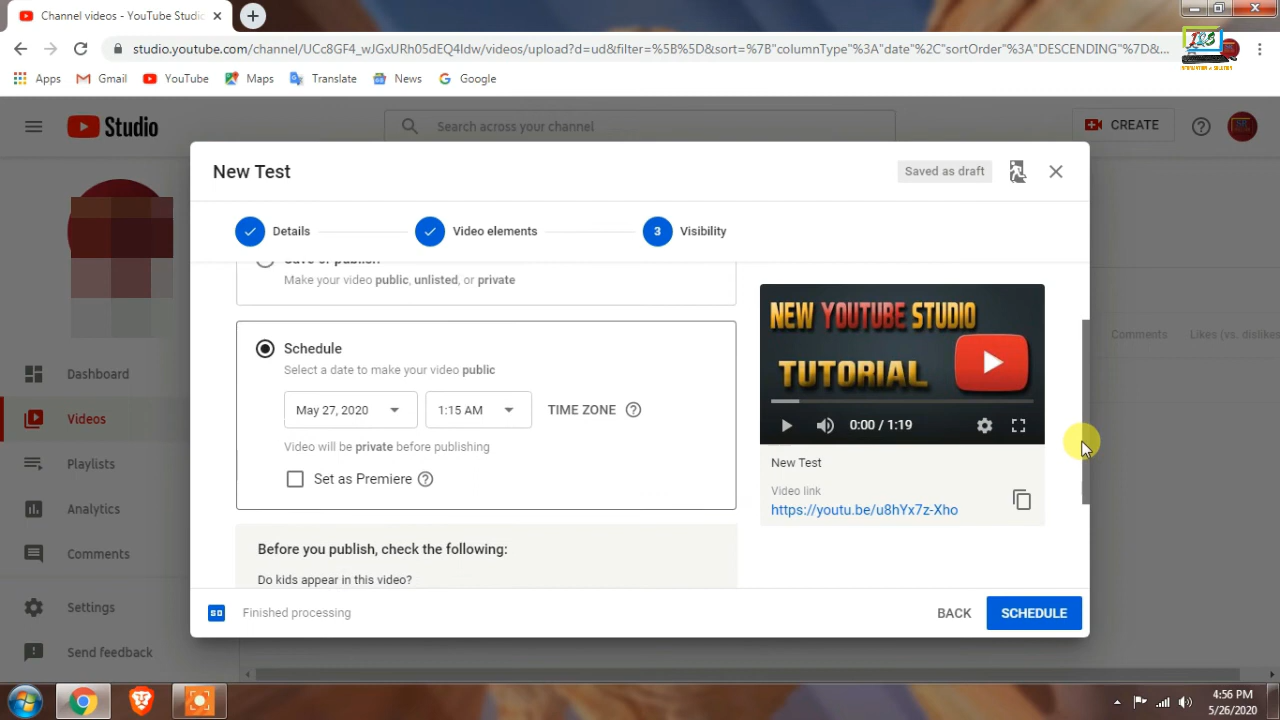 Channel videos - YouTube Studio
studio.youtube.com/channel/UCc8GF4_wJGxURh05dEQ4Idw/videos/upload?d=ud&filter=%5B%5D&sort=%7B"columnType"%3A"date"%2C"sortOrder"%3A"DESCENDING"%7D&...
Apps Gmail YouTube Maps Translate News Google
Studio
Search across your channel
CREATE
New Test
Saved as draft
Details
Video elements
3 Visibility
Save or publish
Make your video public, unlisted, or private
Schedule
Select a date to make your video public
May 27, 2020
1:15 AM
TIME ZONE
Video will be private before publishing
Set as Premiere
Before you publish, check the following:
Do kids appear in this video?
NEW YOUTUBE STUDIO
TUTORIAL
0:00 / 1:19
New Test
Video link
https://youtu.be/u8hYx7z-Xho
SD
Finished processing
BACK
SCHEDULE
Dashboard
Videos
Playlists
Analytics
Comments
Settings
Send feedback
Comments
Likes (vs. dislikes
4:56 PM
5/26/2020